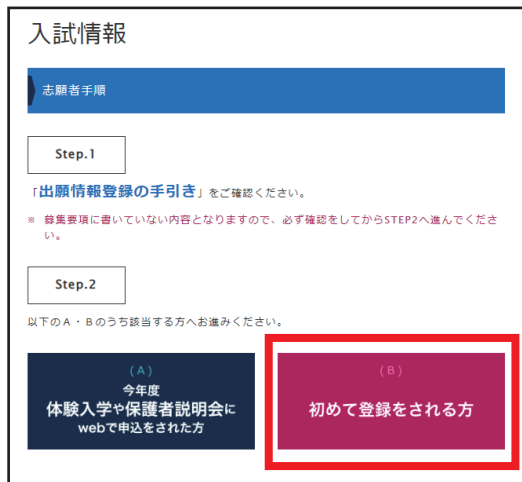 入試情報
志願者手順
Step.1
「出願情報登録の手引き」をご確認ください。
※ 募集要項に書いていない内容となりますので、必ず確認をしてからSTEP2へ進んでくださ
い。
Step.2
以下のA・Bのうち該当する方へお進みください。
(A)
今年度
体験入学や保護者説明会に
webで申込をされた方
(B)
初めて登録をされる方